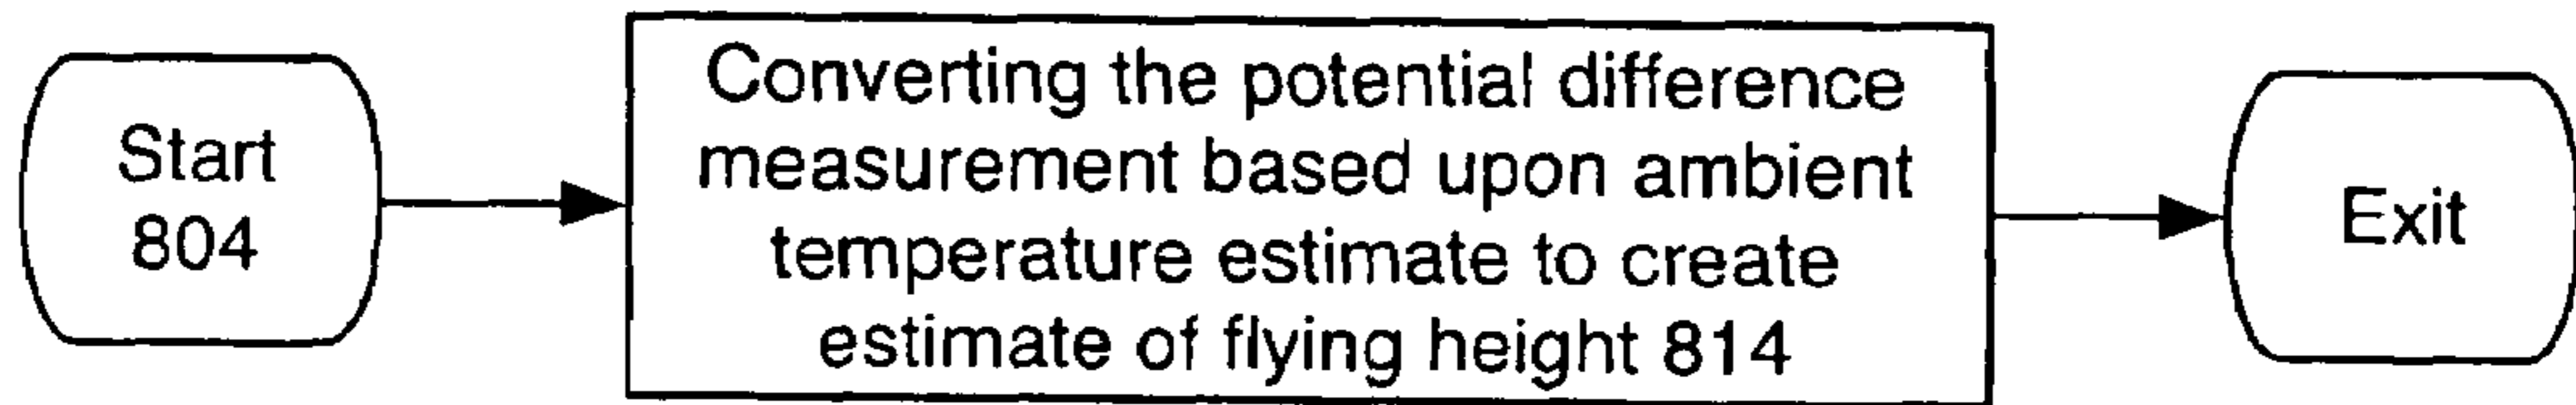 Start
804
Converting the potential difference
measurement based upon ambient
temperature estimate to create
estimate of flying height 814
Exit